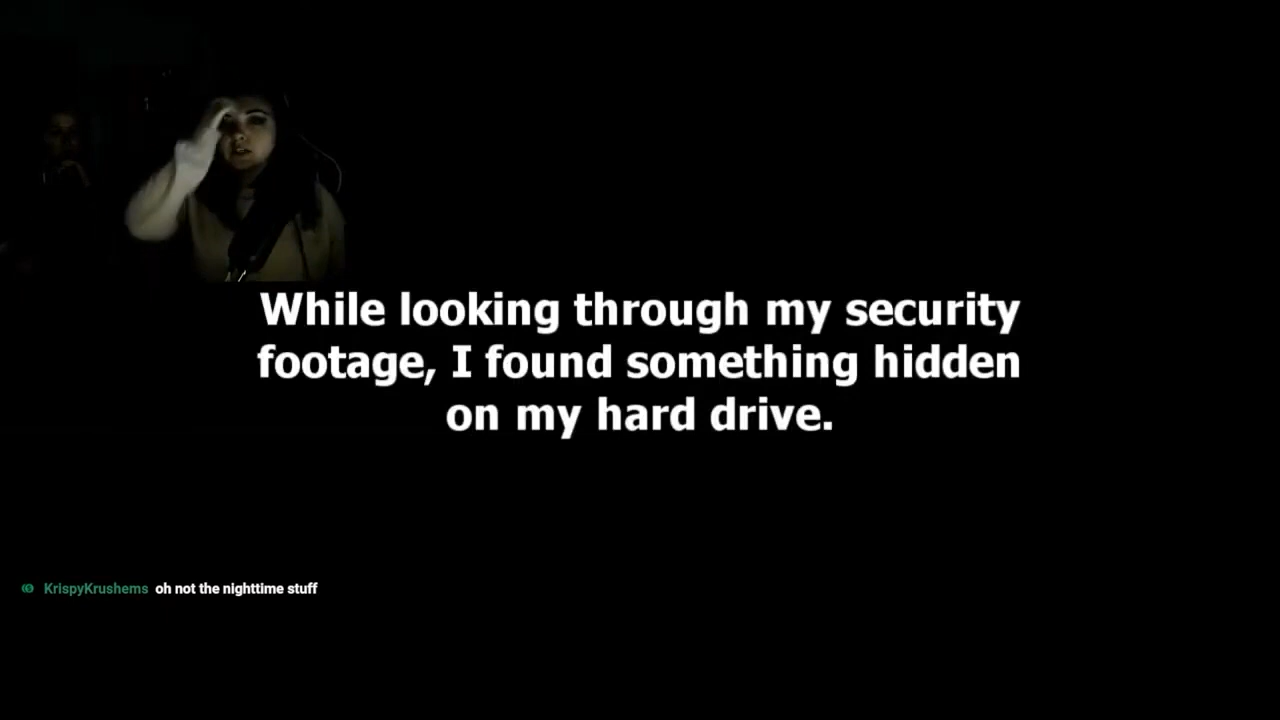 While looking through my security
footage, I found something hidden
on my hard drive.
KrispyKrushems oh not the nighttime stuff